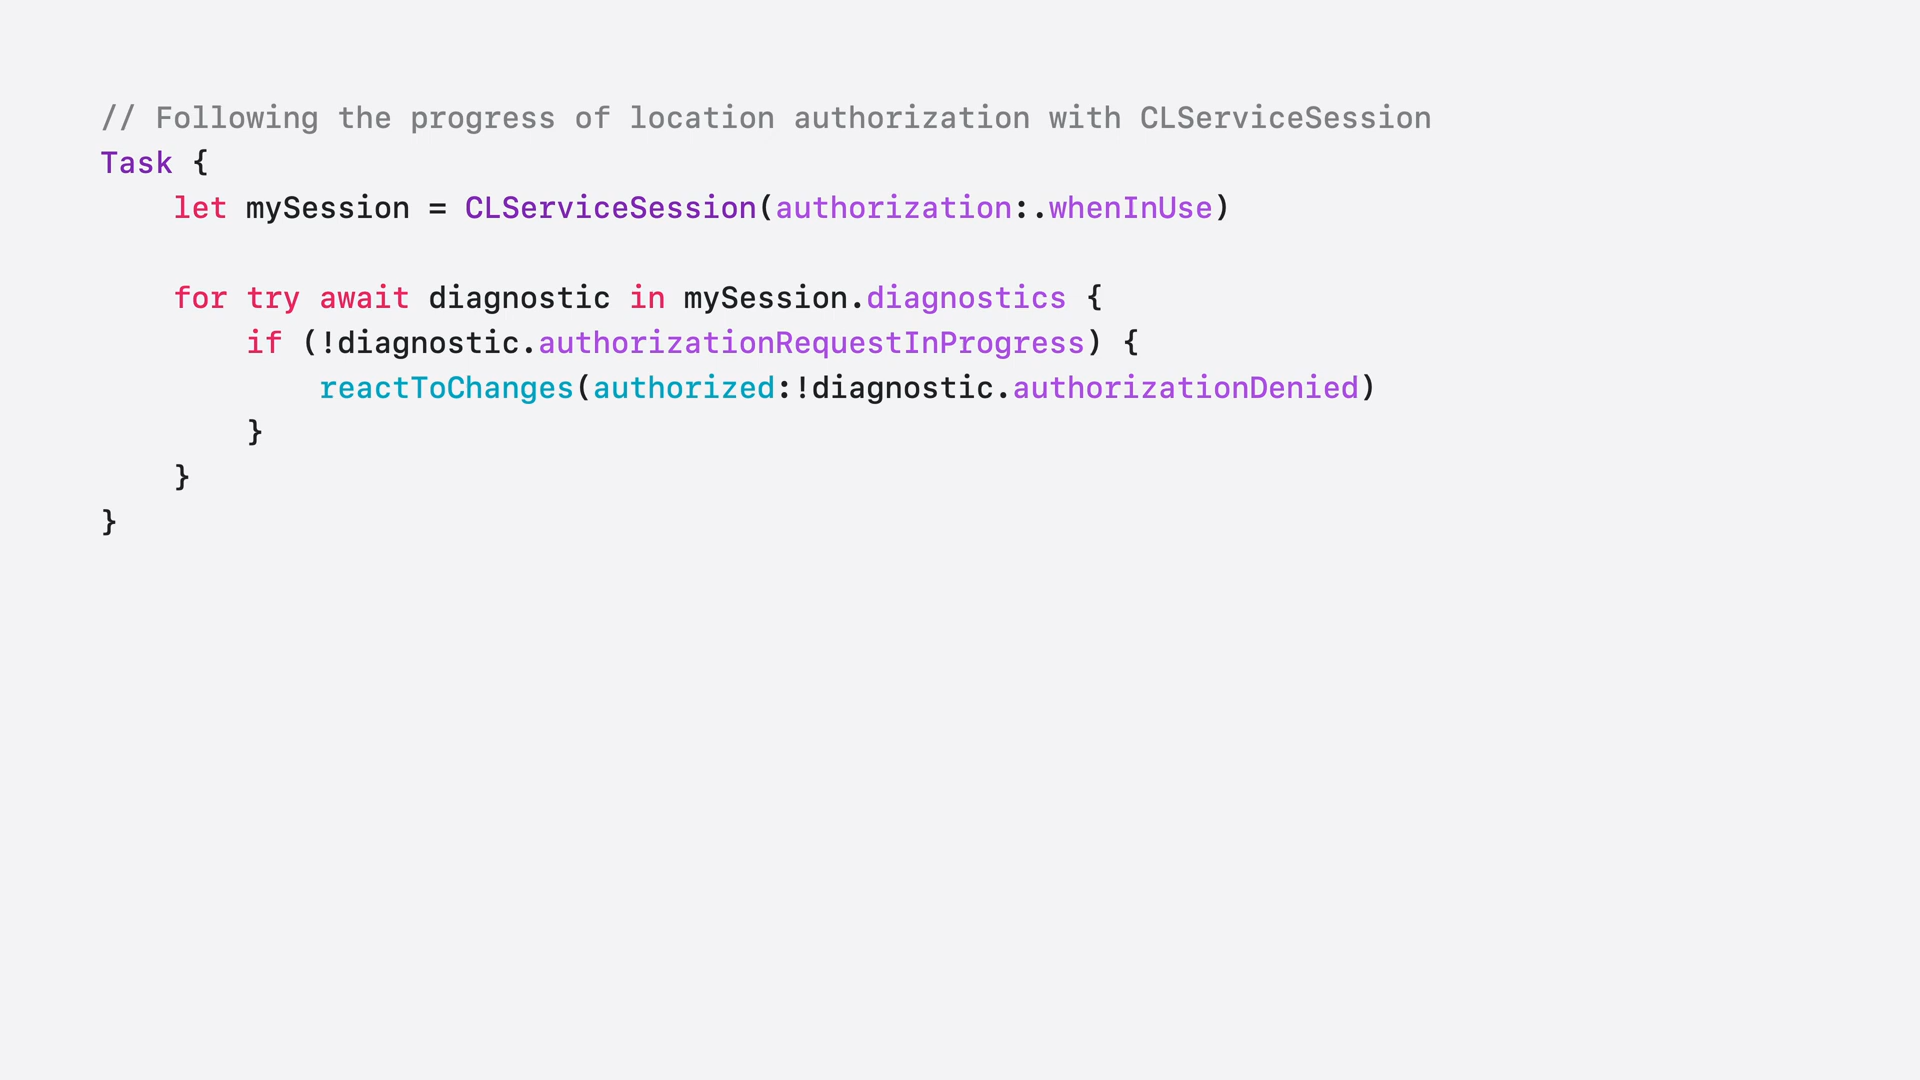 // Following the progress of location authorization with CLServiceSession
Task {
    let mySession = CLServiceSession(authorization:.whenInUse)

    for try await diagnostic in mySession.diagnostics {
        if (!diagnostic.authorizationRequestInProgress) {
            reactToChanges(authorized:!diagnostic.authorizationDenied)
        }
    }
}